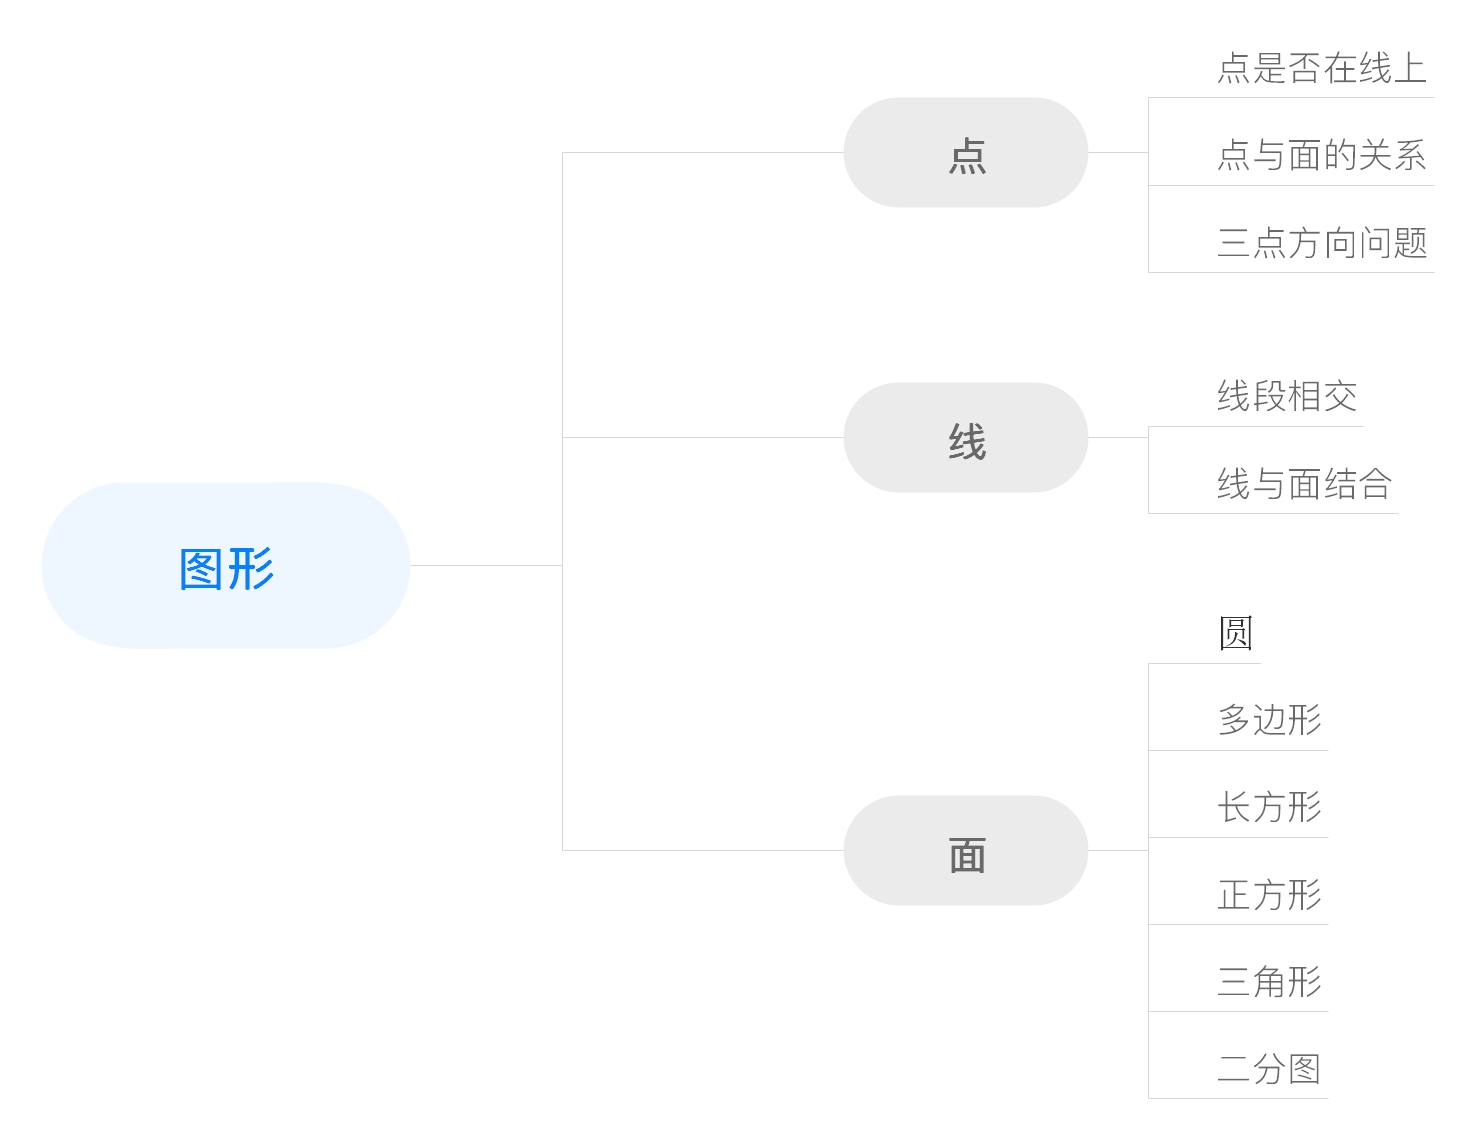 图形
点
点是否在线上
点与面的关系
三点方向问题
线
线段相交
线与面结合
面
圆
多边形
长方形
正方形
三角形
二分图